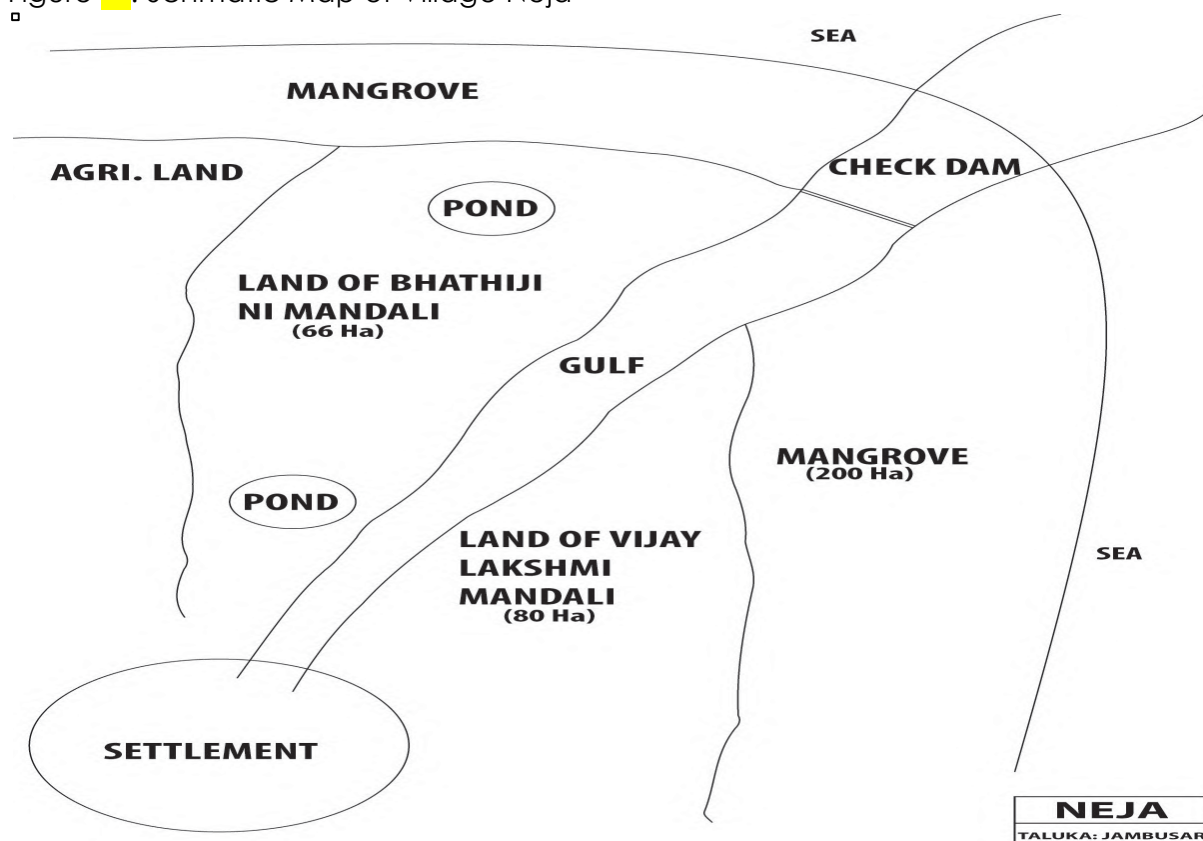 SEA
MANGROVE
AGRI. LAND
CHECK DAM
POND
LAND OF BHATHIJI
NI MANDALI
(66 Ha)
GULF
MANGROVE
(200 Ha)
POND
LAND OF VIJAY
LAKSHMI
MANDALI
(80 Ha)
SEA
SETTLEMENT
NEJA
TALUKA: JAMBUSAR